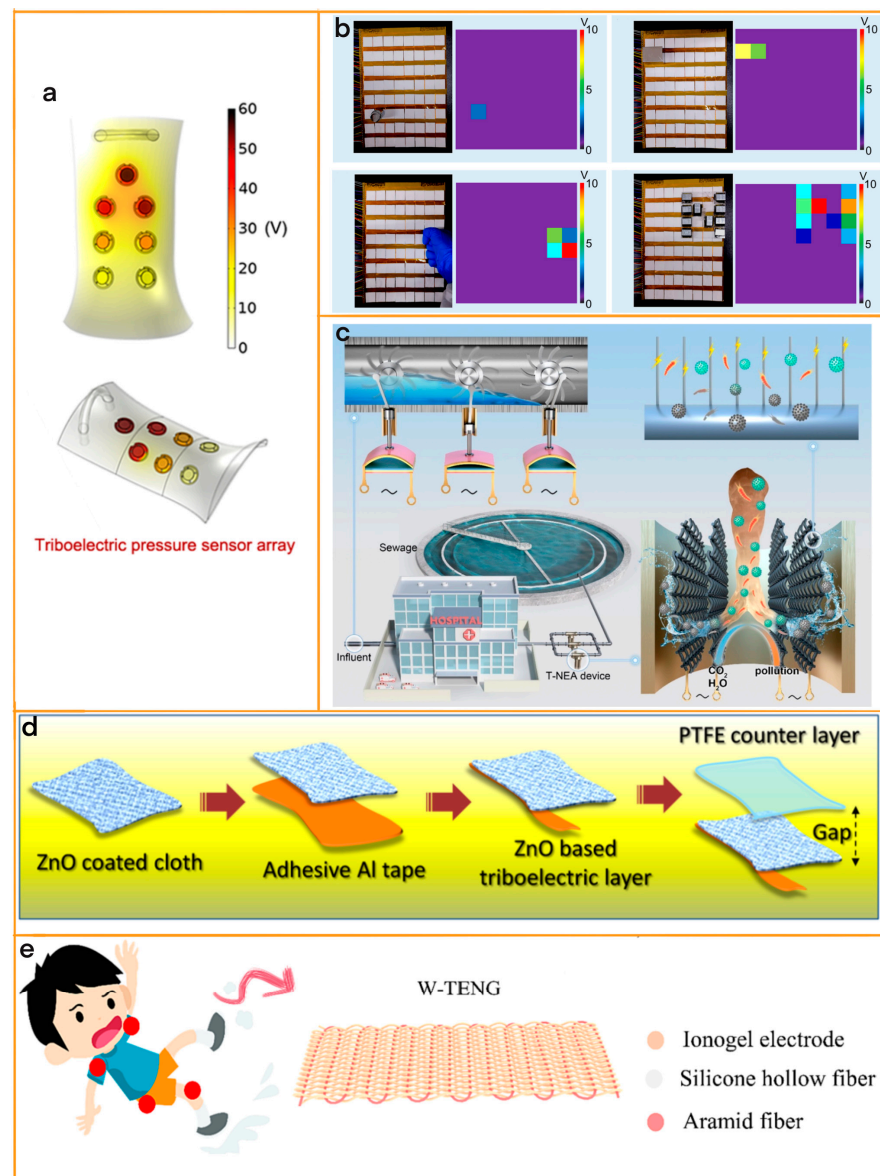 a
60
50
40
30
20
10
0
(V)
Triboelectric pressure sensor array
b
V
10
5
0
V
10
5
0
V
10
5
0
V
10
5
0
c
Sewage
HOSPITAL
Influent
T-NEA device
CO2
H2O
pollution
d
ZnO coated cloth
Adhesive Al tape
ZnO based
triboelectric layer
PTFE counter layer
Gap
e
W-TENG
Ionogel electrode
Silicone hollow fiber
Aramid fiber